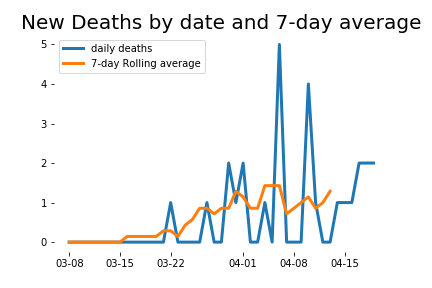 New Deaths by date and 7-day average
daily deaths
7-day Rolling average
5
4
3
2
1
0
03-08 03-15 03-22 04-01 04-08 04-15